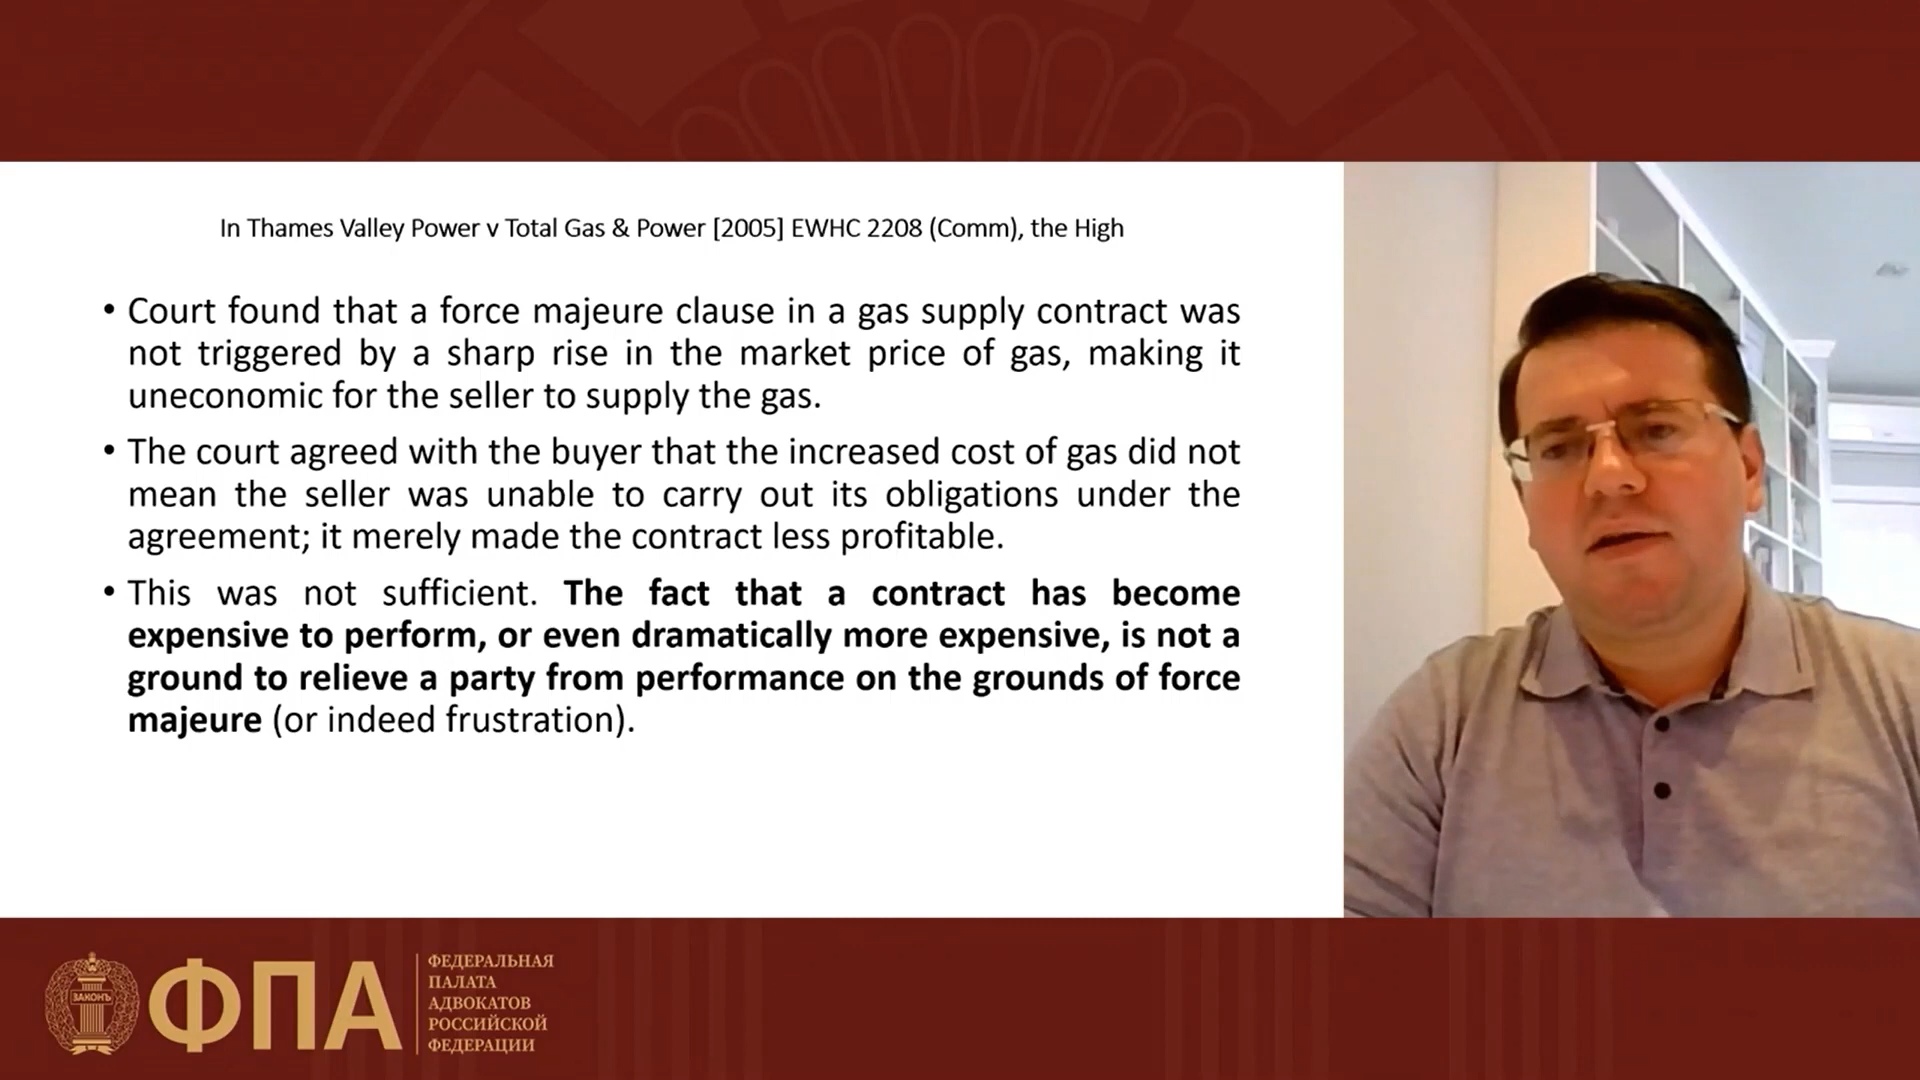 In Thames Valley Power v Total Gas & Power [2005] EWHC 2208 (Comm), the High
• Court found that a force majeure clause in a gas supply contract was
not triggered by a sharp rise in the market price of gas, making it
uneconomic for the seller to supply the gas.
• The court agreed with the buyer that the increased cost of gas did not
mean the seller was unable to carry out its obligations under the
agreement; it merely made the contract less profitable.
• This was not sufficient. The fact that a contract has become
expensive to perform, or even dramatically more expensive, is not a
ground to relieve a party from performance on the grounds of force
majeure (or indeed frustration).
ЗАКОНЪ
ФПА
ФЕДЕРАЛЬНАЯ
ПАЛАТА
АДВОКАТОВ
РОССИЙСКОЙ
ФЕДЕРАЦИИ